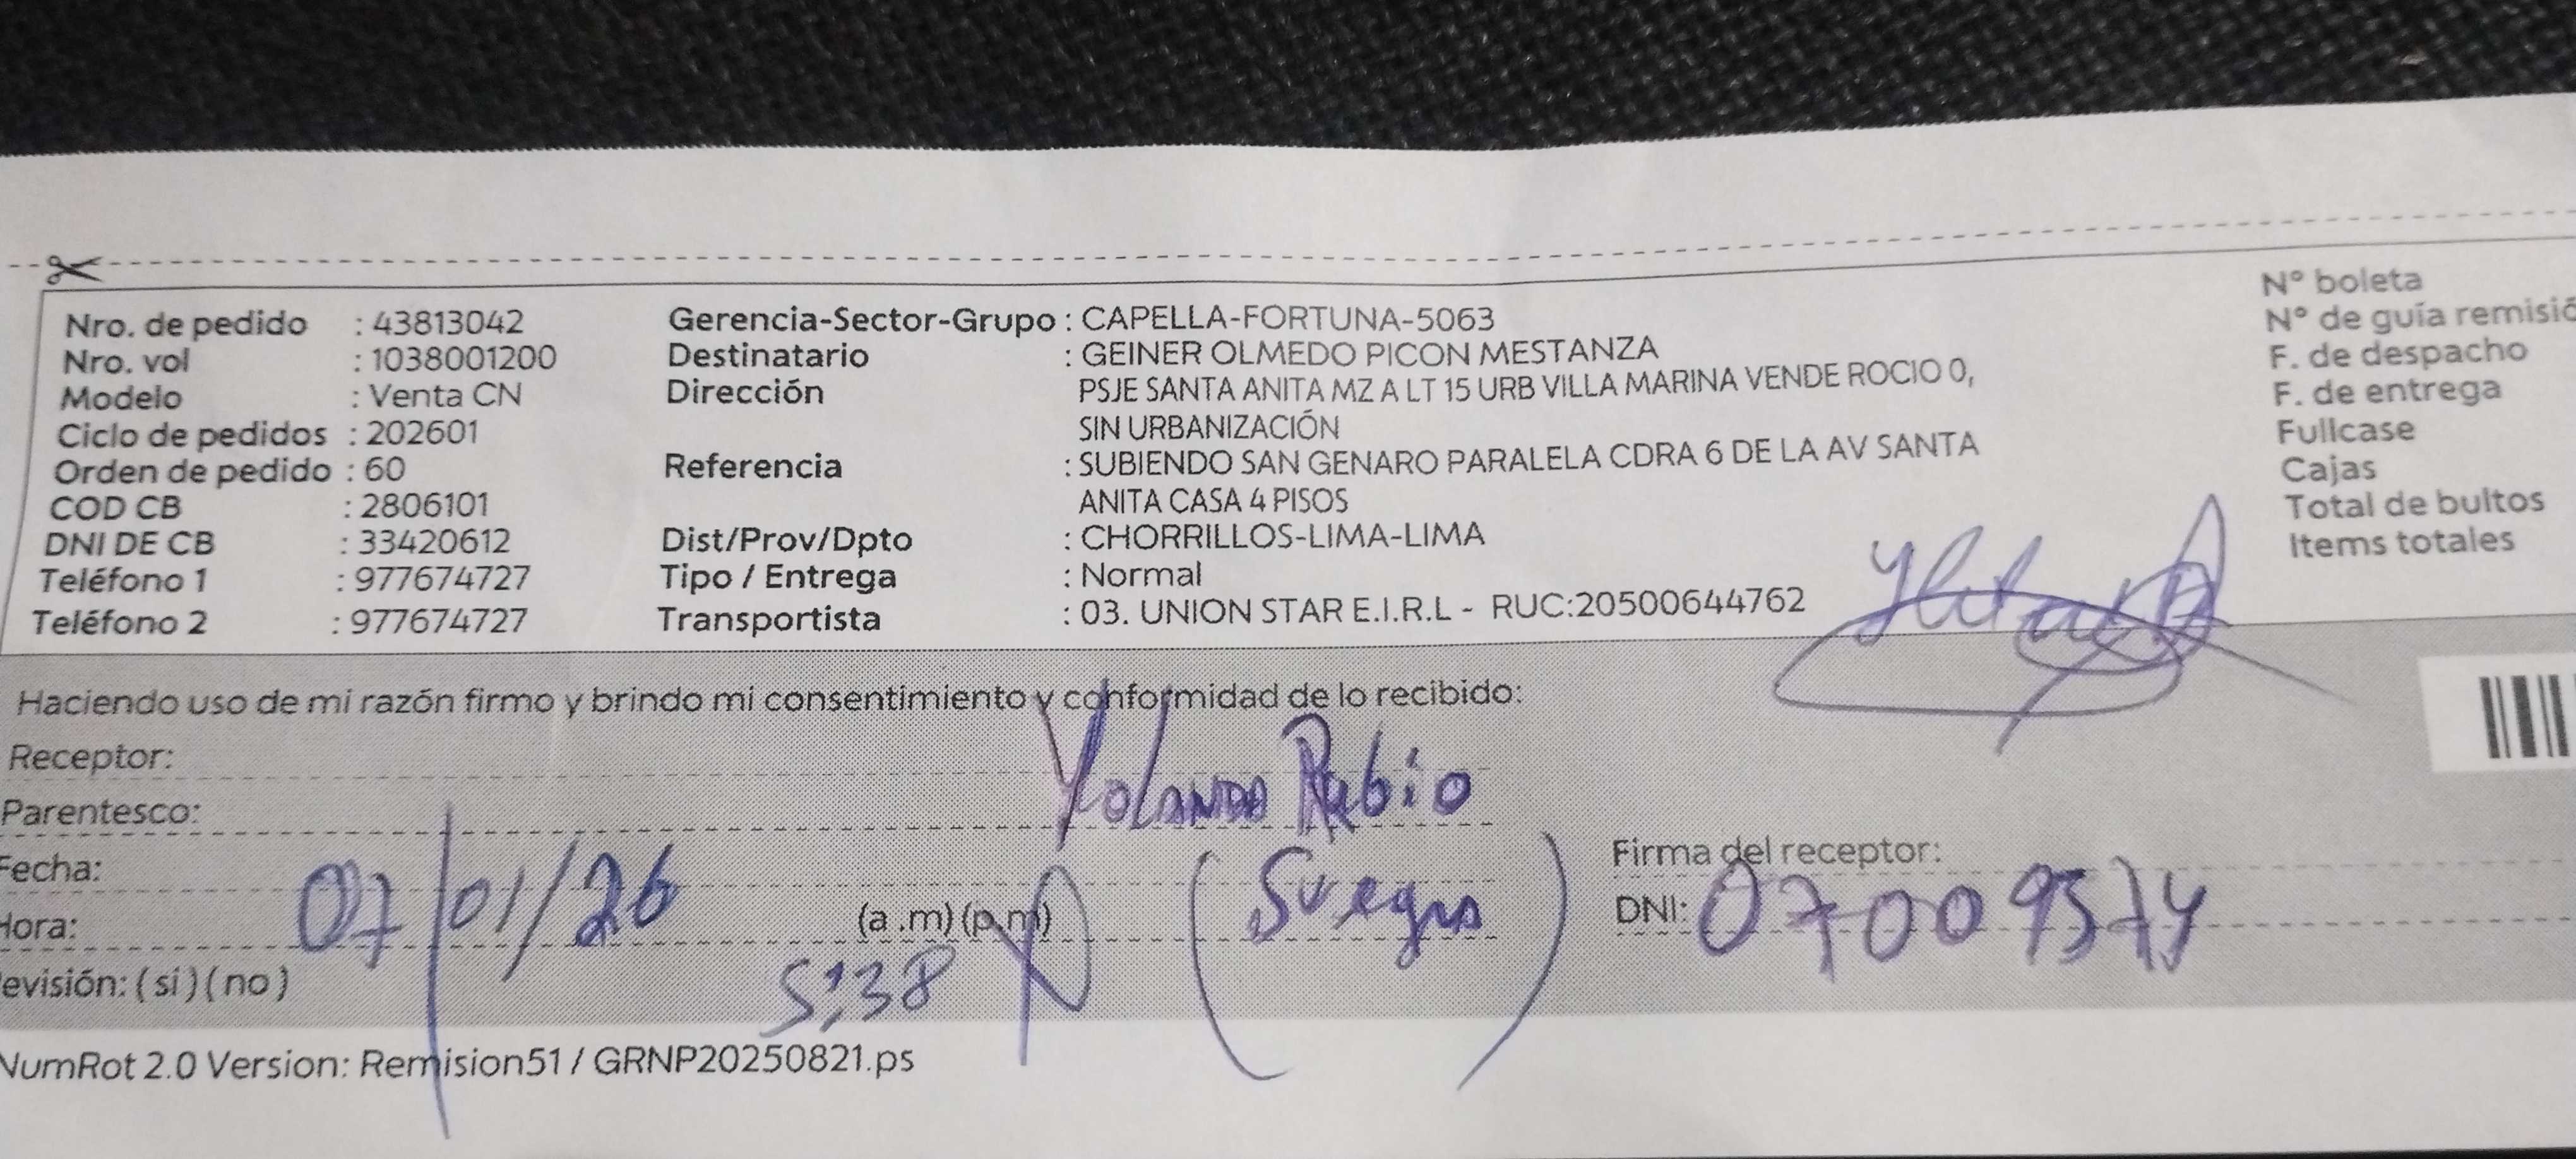 Nro. de pedido : 43813042
Nro. vol : 1038001200
Modelo : Venta CN
Ciclo de pedidos : 202601
Orden de pedido : 60
COD CB : 2806101
DNI DE CB : 33420612
Teléfono 1 : 977674727
Teléfono 2 : 977674727
Gerencia-Sector-Grupo : CAPELLA-FORTUNA-5063
Destinatario : GEINER OLMEDO PICON MESTANZA
Dirección PSJE SANTA ANITA MZ A LT 15 URB VILLA MARINA VENDE ROCIO 0,
SIN URBANIZACIÓN
Referencia : SUBIENDO SAN GENARO PARALELA CDRA 6 DE LA AV SANTA
ANITA CASA 4 PISOS
Dist/Prov/Dpto : CHORRILLOS-LIMA-LIMA
Tipo / Entrega : Normal
Transportista : 03. UNION STAR E.I.R.L - RUC:20500644762
N° boleta
N° de guía remisió
F. de despacho
F. de entrega
Fullcase
Cajas
Total de bultos
Items totales
Haciendo uso de mi razón firmo y brindo mi consentimiento y conformidad de lo recibido:
Receptor: Yolanda Rubio
Parentesco: (Suegra)
Fecha: 07/01/26
Hora: 5:38 (a .m) (p.m)
evisión: ( si ) ( no )
Firma del receptor:
DNI: 07009574
NumRot 2.0 Version: Remision51 / GRNP20250821.ps